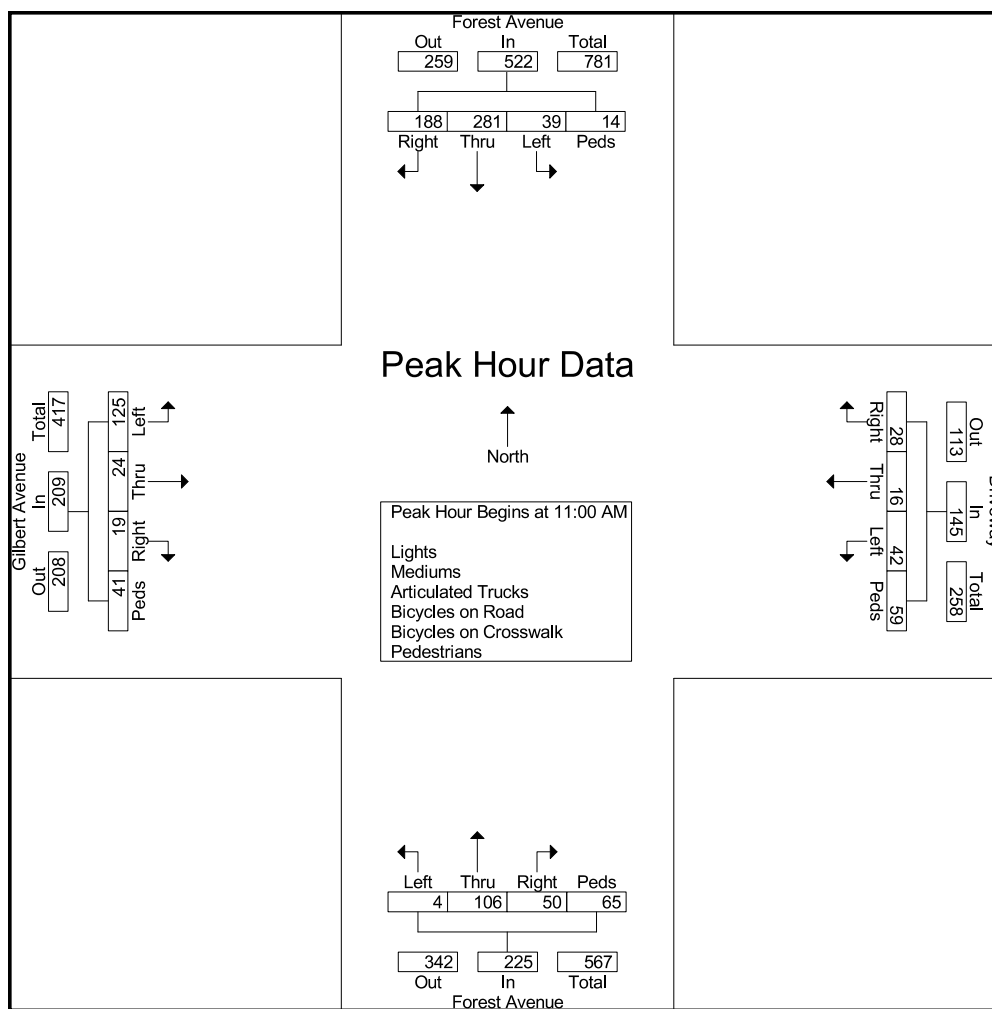 Forest Avenue
Out In Total
259 522 781
188 281 39 14
Right Thru Left Peds
Peak Hour Data
North
Peak Hour Begins at 11:00 AM
Lights
Mediums
Articulated Trucks
Bicycles on Road
Bicycles on Crosswalk
Pedestrians
Gilbert Avenue
Out In Total
208 209 417
125 24 19 41
Left Thru Right Peds
Right Thru Left Peds
28 16 42 59
Out In Total
113 145 258
Left Thru Right Peds
4 106 50 65
342 225 567
Out In Total
Forest Avenue